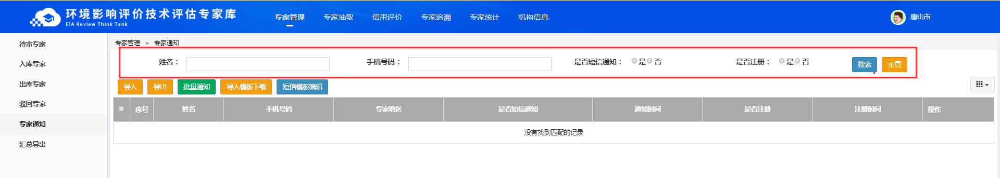 环境影响评价技术评估专家库
EIA Review Think Tank
专家管理 专家抽取 信用评价 专家追溯 专家统计 机构信息
唐山市
待审专家
入库专家
出库专家
驳回专家
专家通知
汇总导出
专家管理 > 专家通知
姓名： 手机号码： 是否短信通知： 是 否 是否注册： 是 否 搜索 重置
导入 导出 批量通知 导入模板下载 短信模板编辑
序号 姓名 手机号码 专家地区 是否短信通知 通知时间 是否注册 注册时间 操作
没有找到匹配的记录